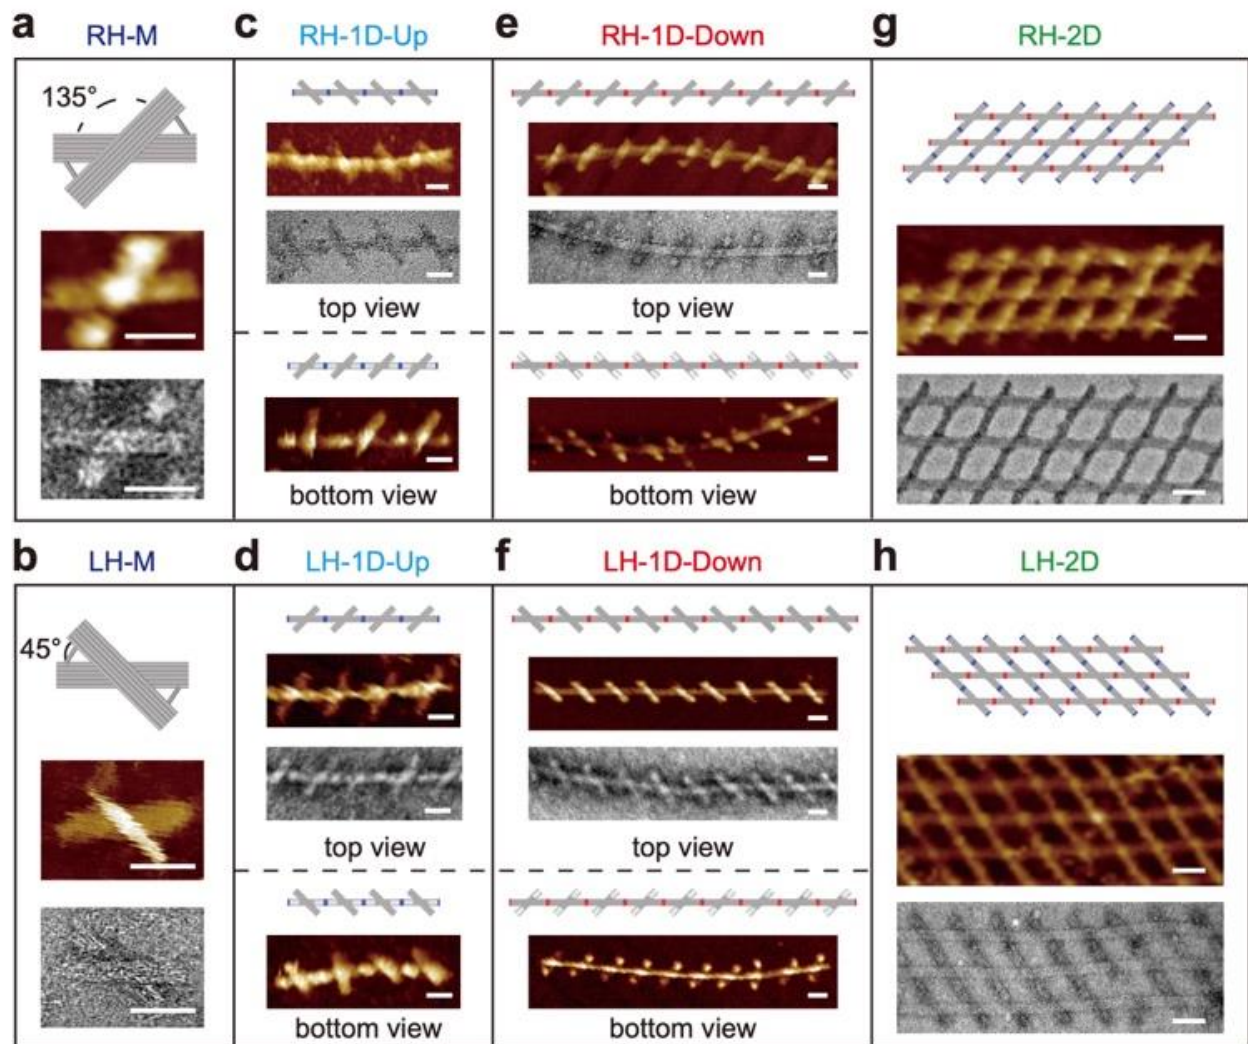 a RH-M
c RH-1D-Up
e RH-1D-Down
g RH-2D
135°
top view
top view
bottom view
bottom view
b LH-M
d LH-1D-Up
f LH-1D-Down
h LH-2D
45°
top view
top view
bottom view
bottom view